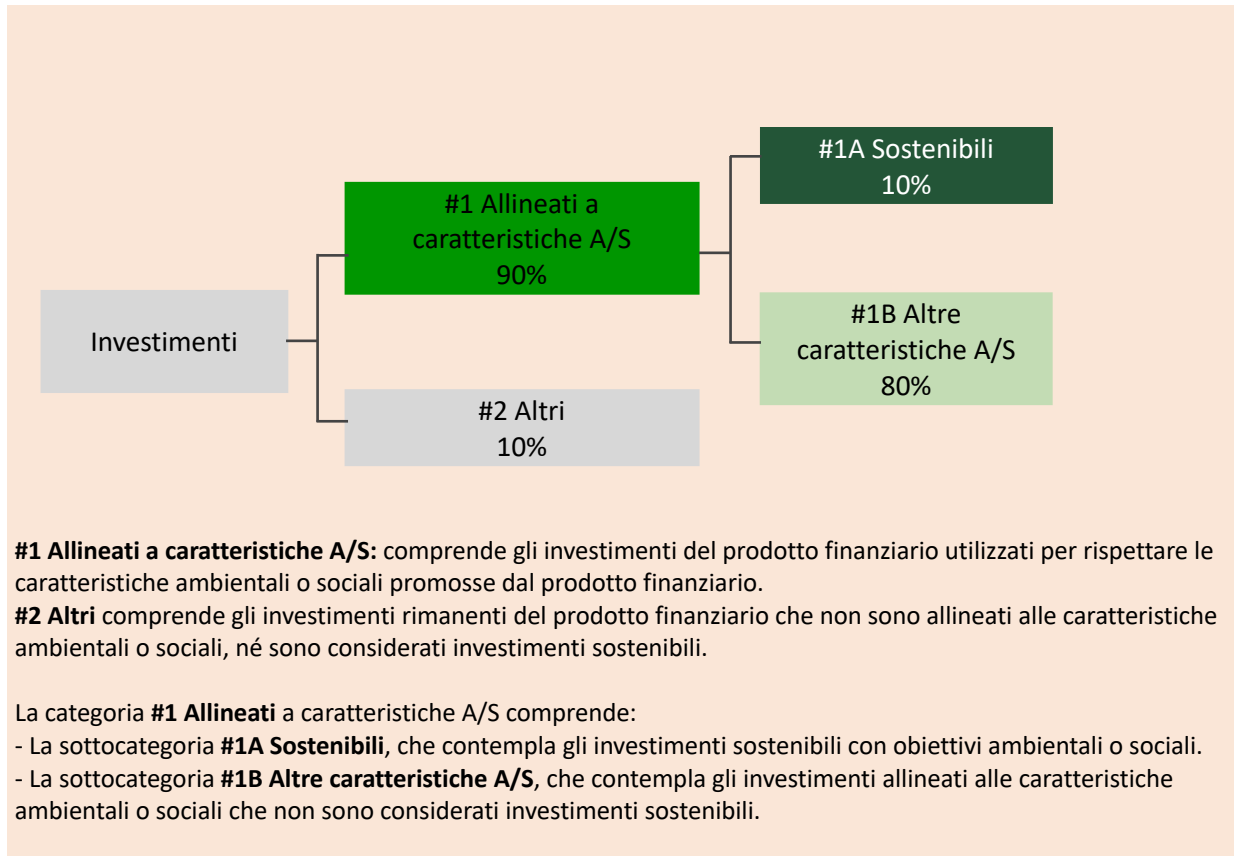 #1A Sostenibili
10%
#1 Allineati a
caratteristiche A/S
90%
#1B Altre
caratteristiche A/S
80%
Investimenti
#2 Altri
10%
#1 Allineati a caratteristiche A/S: comprende gli investimenti del prodotto finanziario utilizzati per rispettare le
caratteristiche ambientali o sociali promosse dal prodotto finanziario.
#2 Altri comprende gli investimenti rimanenti del prodotto finanziario che non sono allineati alle caratteristiche
ambientali o sociali, né sono considerati investimenti sostenibili.
La categoria #1 Allineati a caratteristiche A/S comprende:
- La sottocategoria #1A Sostenibili, che contempla gli investimenti sostenibili con obiettivi ambientali o sociali.
- La sottocategoria #1B Altre caratteristiche A/S, che contempla gli investimenti allineati alle caratteristiche
ambientali o sociali che non sono considerati investimenti sostenibili.